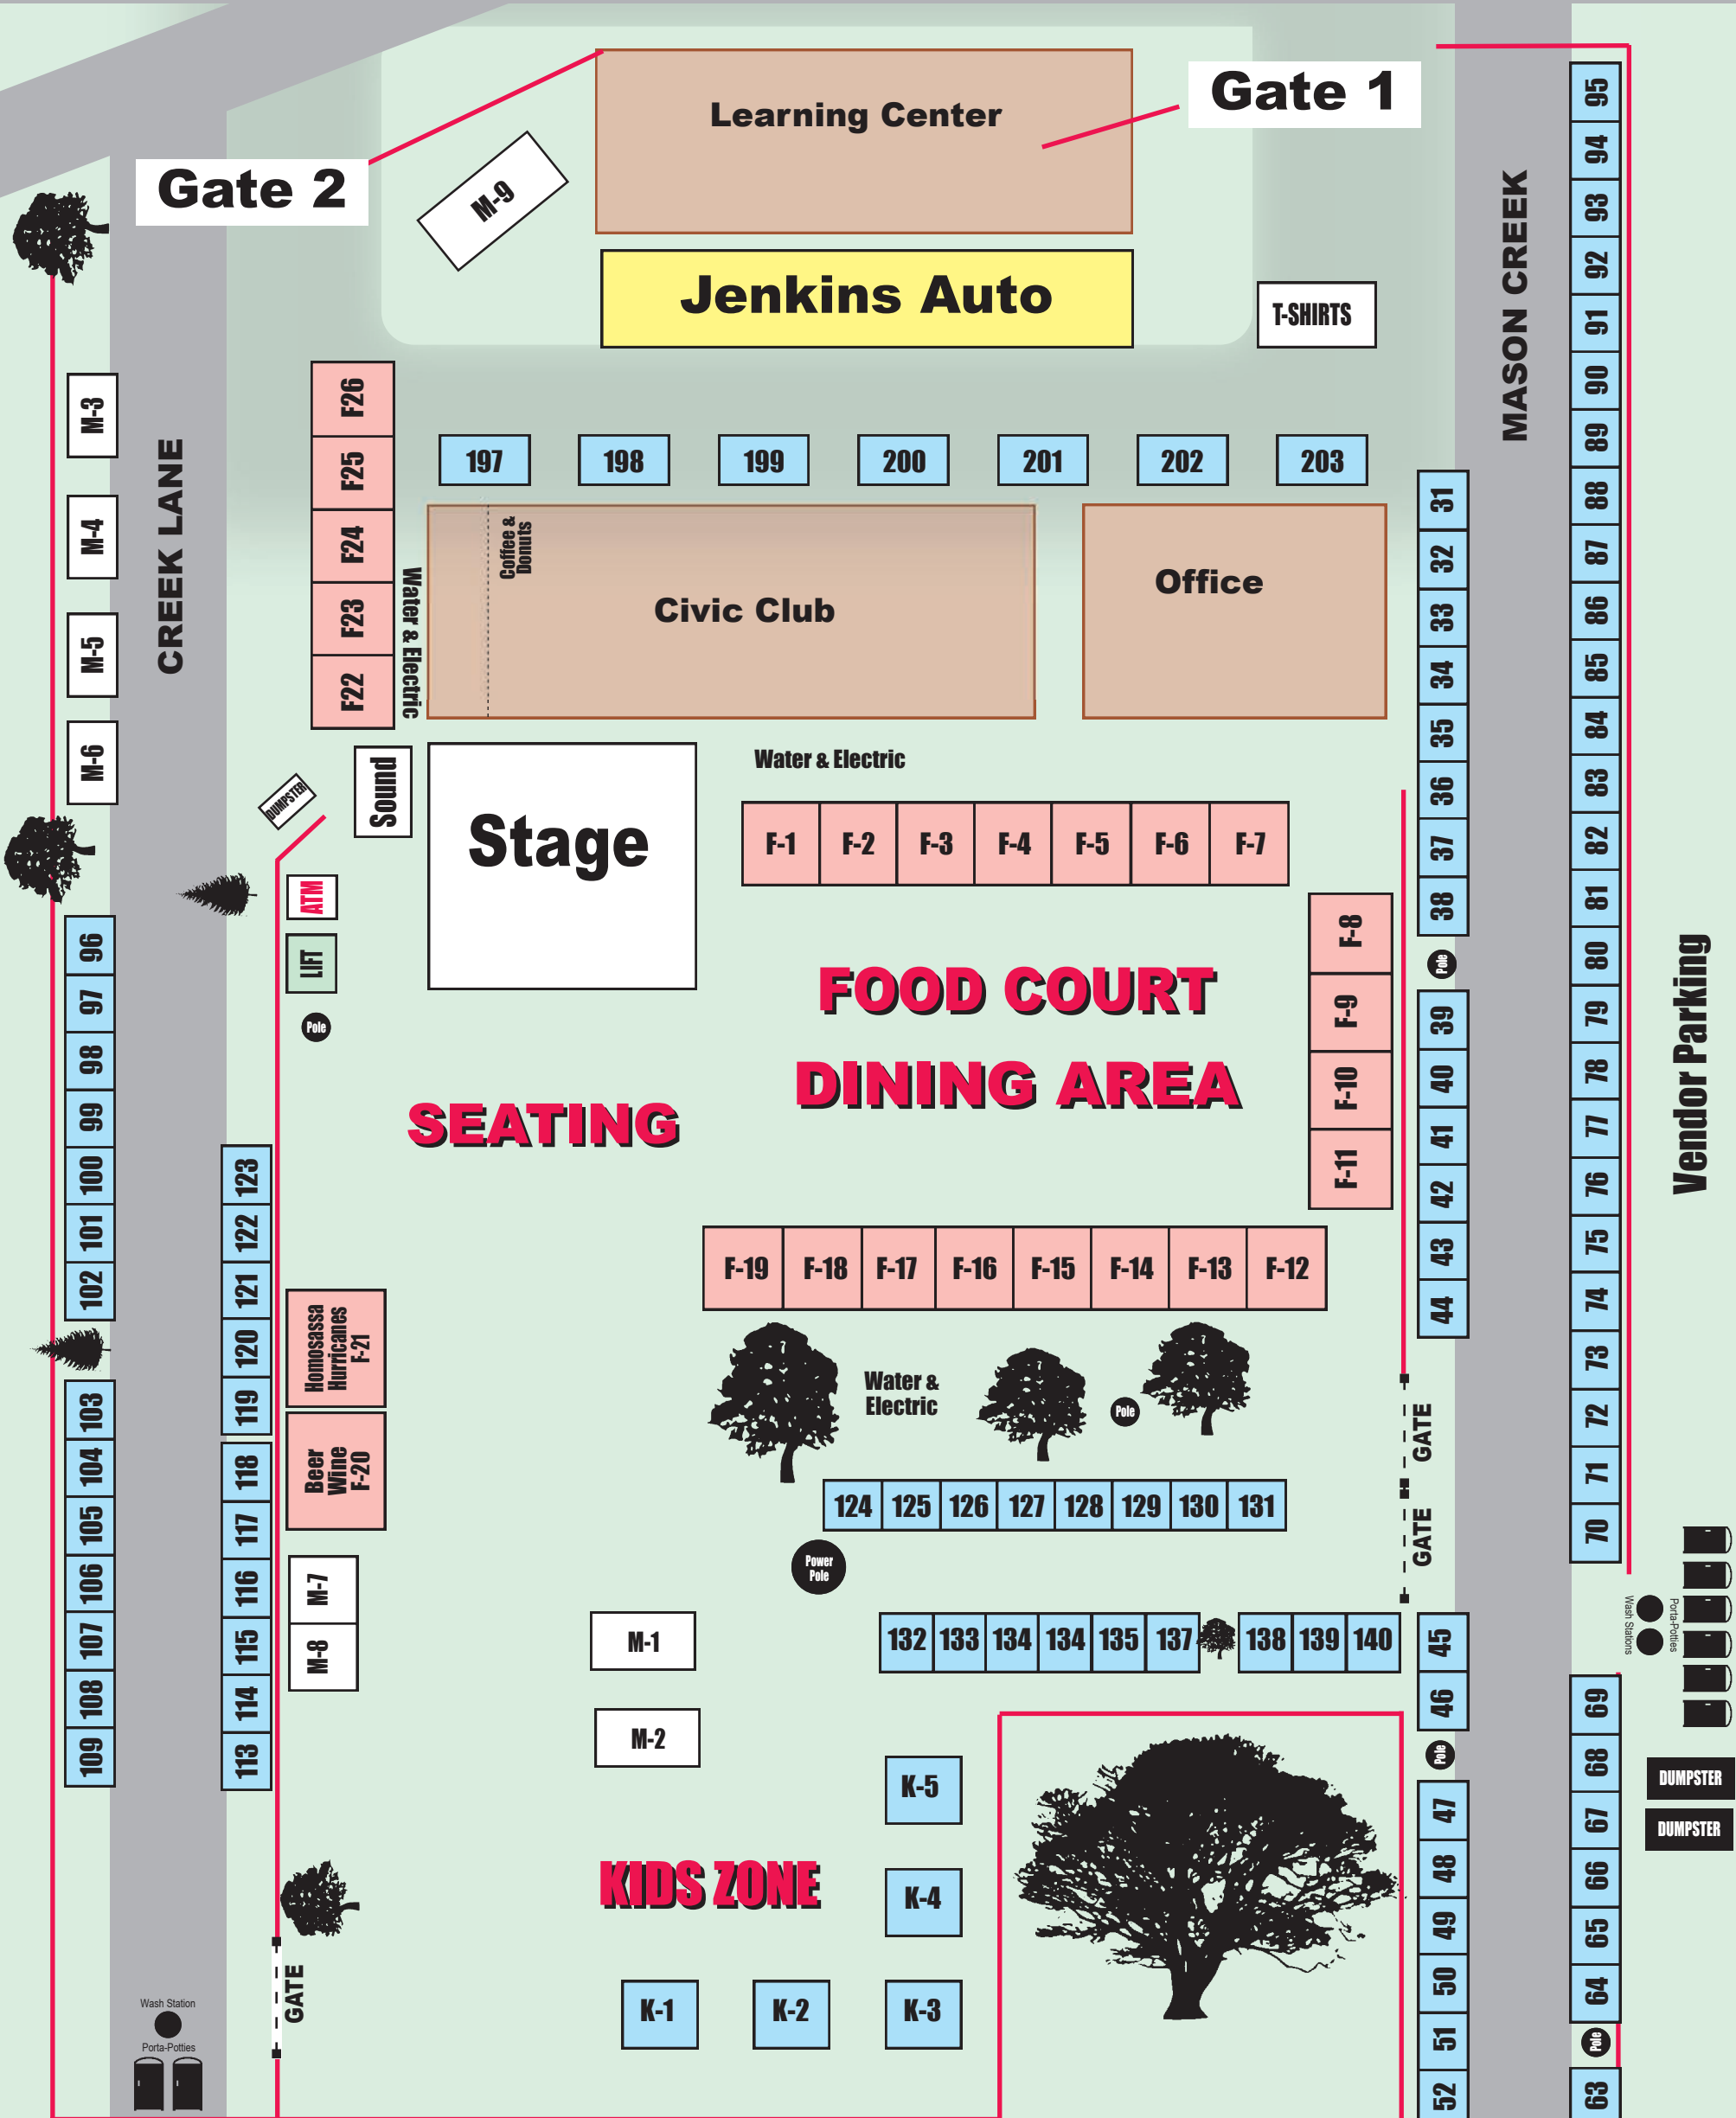 Learning Center
Gate 1
Gate 2
M-9
Jenkins Auto
T-SHIRTS
MASON CREEK
CREEK LANE
M-3
M-4
M-5
M-6
F26
F25
F24
F23
F22
Water & Electric
197
198
199
200
201
202
203
Coffee &
Donuts
Civic Club
Office
Water & Electric
DUMPSTER
Sound
Stage
ATM
LIFT
Pole
F-1
F-2
F-3
F-4
F-5
F-6
F-7
F-8
F-9
F-10
F-11
FOOD COURT
DINING AREA
SEATING
F-19
F-18
F-17
F-16
F-15
F-14
F-13
F-12
Water &
Electric
Pole
Homosassa
Hurricanes
F-21
Beer
Wine
F-20
M-7
M-8
124
125
126
127
128
129
130
131
Power
Pole
GATE
GATE
M-1
M-2
132
133
134
134
135
137
138
139
140
K-5
K-4
KIDS ZONE
K-1
K-2
K-3
GATE
Wash Station
Porta-Potties
96
97
98
99
100
101
102
103
104
105
106
107
108
109
123
122
121
120
119
118
117
116
115
114
113
31
32
33
34
35
36
37
38
Pole
39
40
41
42
43
44
45
46
Pole
47
48
49
50
51
52
95
94
93
92
91
90
89
88
87
86
85
84
83
82
81
80
79
78
77
76
75
74
73
72
71
70
69
68
67
66
65
64
Pole
63
Vendor Parking
Wash Stations
Porta-Potties
DUMPSTER
DUMPSTER